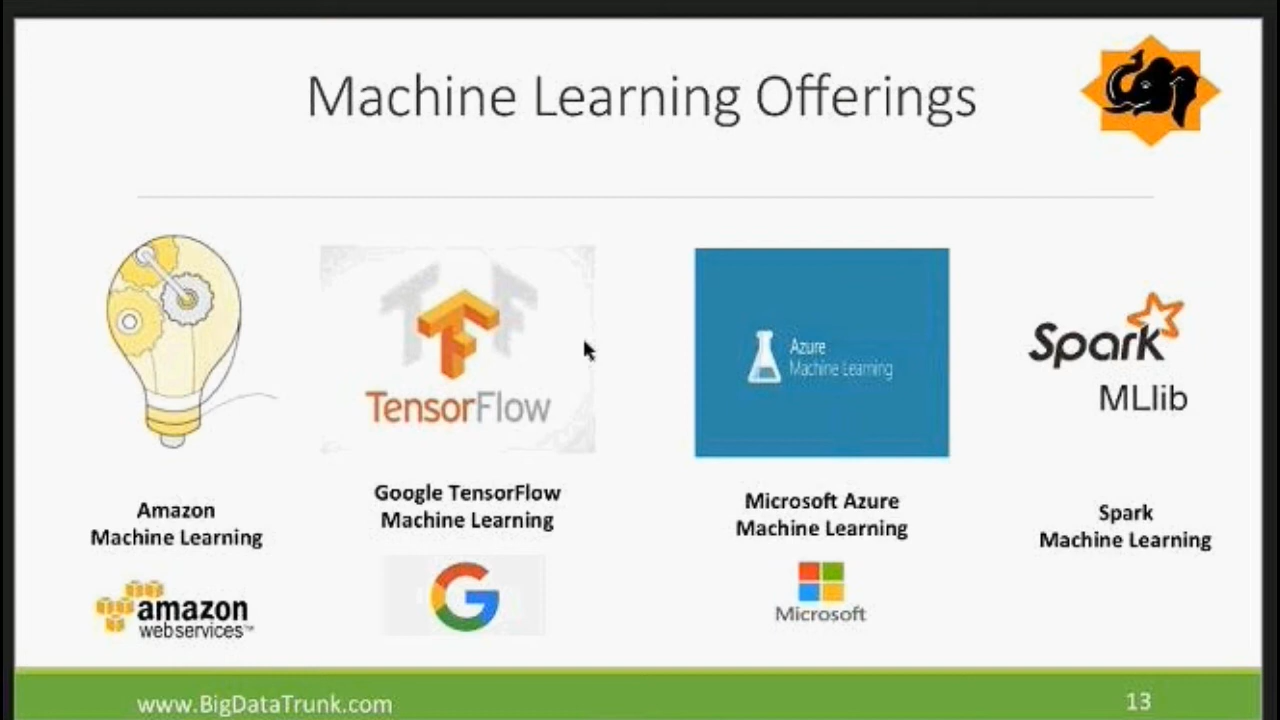 Machine Learning Offerings
TensorFlow
Azure
Machine Learning
Spark
MLlib
Amazon
Machine Learning
Google TensorFlow
Machine Learning
Microsoft Azure
Machine Learning
Spark
Machine Learning
amazon
webservices™
G
Microsoft
www.BigDataTrunk.com
13